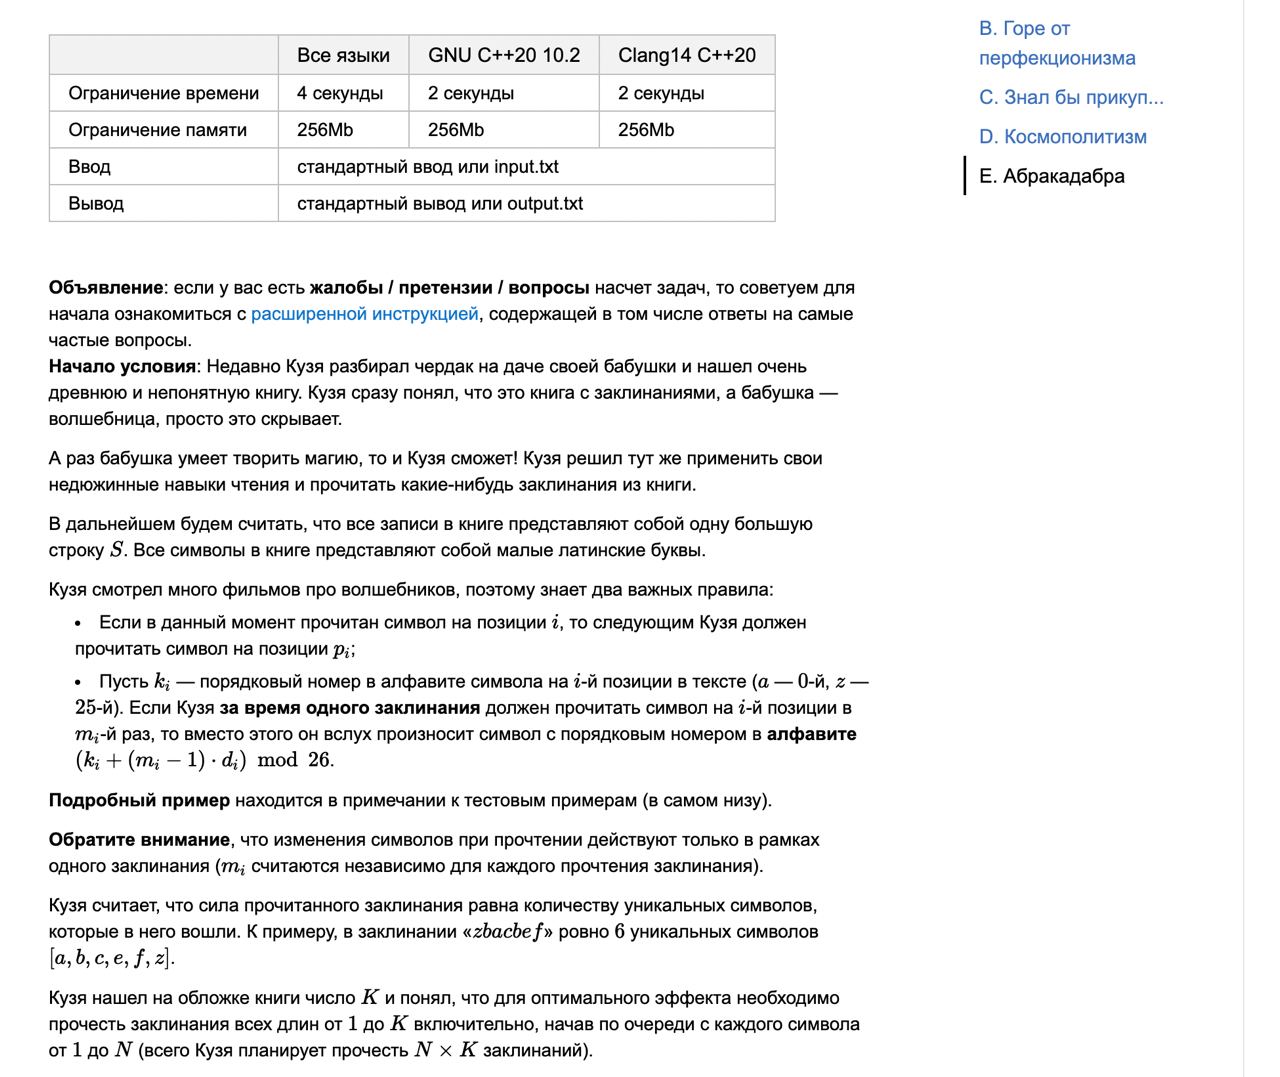 Все языки GNU C++20 10.2 Clang14 C++20
Ограничение времени 4 секунды 2 секунды 2 секунды
Ограничение памяти 256Mb 256Mb 256Mb
Ввод стандартный ввод или input.txt
Вывод стандартный вывод или output.txt
B. Горе от
перфекционизма
C. Знал бы прикуп...
D. Космополитизм
E. Абракадабра
Объявление: если у вас есть жалобы / претензии / вопросы насчет задач, то советуем для
начала ознакомиться с расширенной инструкцией, содержащей в том числе ответы на самые
частые вопросы.
Начало условия: Недавно Кузя разбирал чердак на даче своей бабушки и нашел очень
древнюю и непонятную книгу. Кузя сразу понял, что это книга с заклинаниями, а бабушка —
волшебница, просто это скрывает.
А раз бабушка умеет творить магию, то и Кузя сможет! Кузя решил тут же применить свои
недюжинные навыки чтения и прочитать какие-нибудь заклинания из книги.
В дальнейшем будем считать, что все записи в книге представляют собой одну большую
строку S. Все символы в книге представляют собой малые латинские буквы.
Кузя смотрел много фильмов про волшебников, поэтому знает два важных правила:
• Если в данный момент прочитан символ на позиции i, то следующим Кузя должен
прочитать символ на позиции p_i;
• Пусть k_i — порядковый номер в алфавите символа на i-й позиции в тексте (a — 0-й, z —
25-й). Если Кузя за время одного заклинания должен прочитать символ на i-й позиции в
m_i-й раз, то вместо этого он вслух произносит символ с порядковым номером в алфавите
(k_i + (m_i − 1) · d_i) mod 26.
Подробный пример находится в примечании к тестовым примерам (в самом низу).
Обратите внимание, что изменения символов при прочтении действуют только в рамках
одного заклинания (m_i считаются независимо для каждого прочтения заклинания).
Кузя считает, что сила прочитанного заклинания равна количеству уникальных символов,
которые в него вошли. К примеру, в заклинании «zbacbef» ровно 6 уникальных символов
[a, b, c, e, f, z].
Кузя нашел на обложке книги число K и понял, что для оптимального эффекта необходимо
прочесть заклинания всех длин от 1 до K включительно, начав по очереди с каждого символа
от 1 до N (всего Кузя планирует прочесть N × K заклинаний).